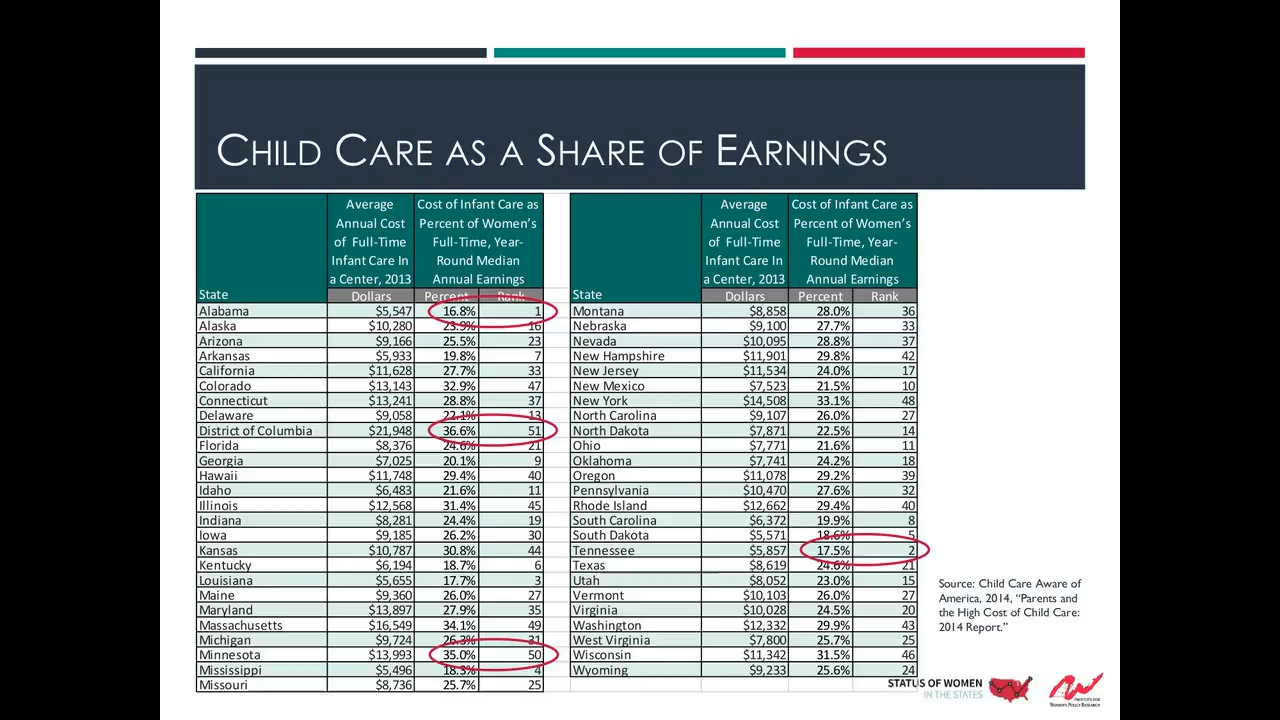 CHILD CARE AS A SHARE OF EARNINGS
Average
Annual Cost
of Full-Time
Infant Care In
a Center, 2013
Cost of Infant Care as
Percent of Women's
Full-Time, Year-
Round Median
Annual Earnings
State
Dollars Percent Rank
Alabama $5,547 16.8% 1
Alaska $10,280 23.9% 16
Arizona $9,166 25.5% 23
Arkansas $5,933 19.8% 7
California $11,628 27.7% 33
Colorado $13,143 32.9% 47
Connecticut $13,241 28.8% 37
Delaware $9,058 22.1% 13
District of Columbia $21,948 36.6% 51
Florida $8,376 24.6% 21
Georgia $7,025 20.1% 9
Hawaii $11,748 29.4% 40
Idaho $6,483 21.6% 11
Illinois $12,568 31.4% 45
Indiana $8,281 24.4% 19
Iowa $9,185 26.2% 30
Kansas $10,787 30.8% 44
Kentucky $6,194 18.7% 6
Louisiana $5,655 17.7% 3
Maine $9,360 26.0% 27
Maryland $13,897 27.9% 35
Massachusetts $16,549 34.1% 49
Michigan $9,724 26.3% 31
Minnesota $13,993 35.0% 50
Mississippi $5,496 18.3% 4
Missouri $8,736 25.7% 25
Average
Annual Cost
of Full-Time
Infant Care In
a Center, 2013
Cost of Infant Care as
Percent of Women's
Full-Time, Year-
Round Median
Annual Earnings
State
Dollars Percent Rank
Montana $8,858 28.0% 36
Nebraska $9,100 27.7% 33
Nevada $10,095 28.8% 37
New Hampshire $11,901 29.8% 42
New Jersey $11,534 24.0% 17
New Mexico $7,523 21.5% 10
New York $14,508 33.1% 48
North Carolina $9,107 26.0% 27
North Dakota $7,871 22.5% 14
Ohio $7,771 21.6% 11
Oklahoma $7,741 24.2% 18
Oregon $11,078 29.2% 39
Pennsylvania $10,470 27.6% 32
Rhode Island $12,662 29.4% 40
South Carolina $6,372 19.9% 8
South Dakota $5,571 18.6% 5
Tennessee $5,857 17.5% 2
Texas $8,619 24.6% 21
Utah $8,052 23.0% 15
Vermont $10,103 26.0% 27
Virginia $10,028 24.5% 20
Washington $12,332 29.9% 43
West Virginia $7,800 25.7% 25
Wisconsin $11,342 31.5% 46
Wyoming $9,233 25.6% 24
Source: Child Care Aware of
America, 2014, "Parents and
the High Cost of Child Care:
2014 Report."
STATUS OF WOMEN
IN THE STATES
INSTITUTE FOR
WOMEN'S POLICY RESEARCH